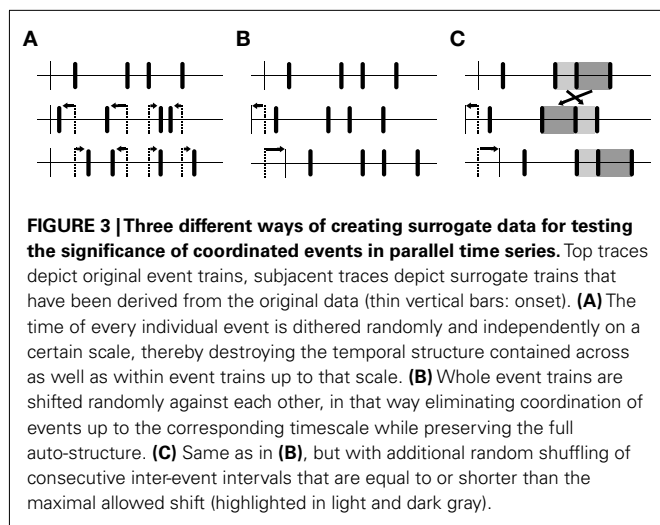 A B C
FIGURE 3 | Three different ways of creating surrogate data for testing
the significance of coordinated events in parallel time series. Top traces
depict original event trains, subjacent traces depict surrogate trains that
have been derived from the original data (thin vertical bars: onset). (A) The
time of every individual event is dithered randomly and independently on a
certain scale, thereby destroying the temporal structure contained across
as well as within event trains up to that scale. (B) Whole event trains are
shifted randomly against each other, in that way eliminating coordination of
events up to the corresponding timescale while preserving the full
auto-structure. (C) Same as in (B), but with additional random shuffling of
consecutive inter-event intervals that are equal to or shorter than the
maximal allowed shift (highlighted in light and dark gray).